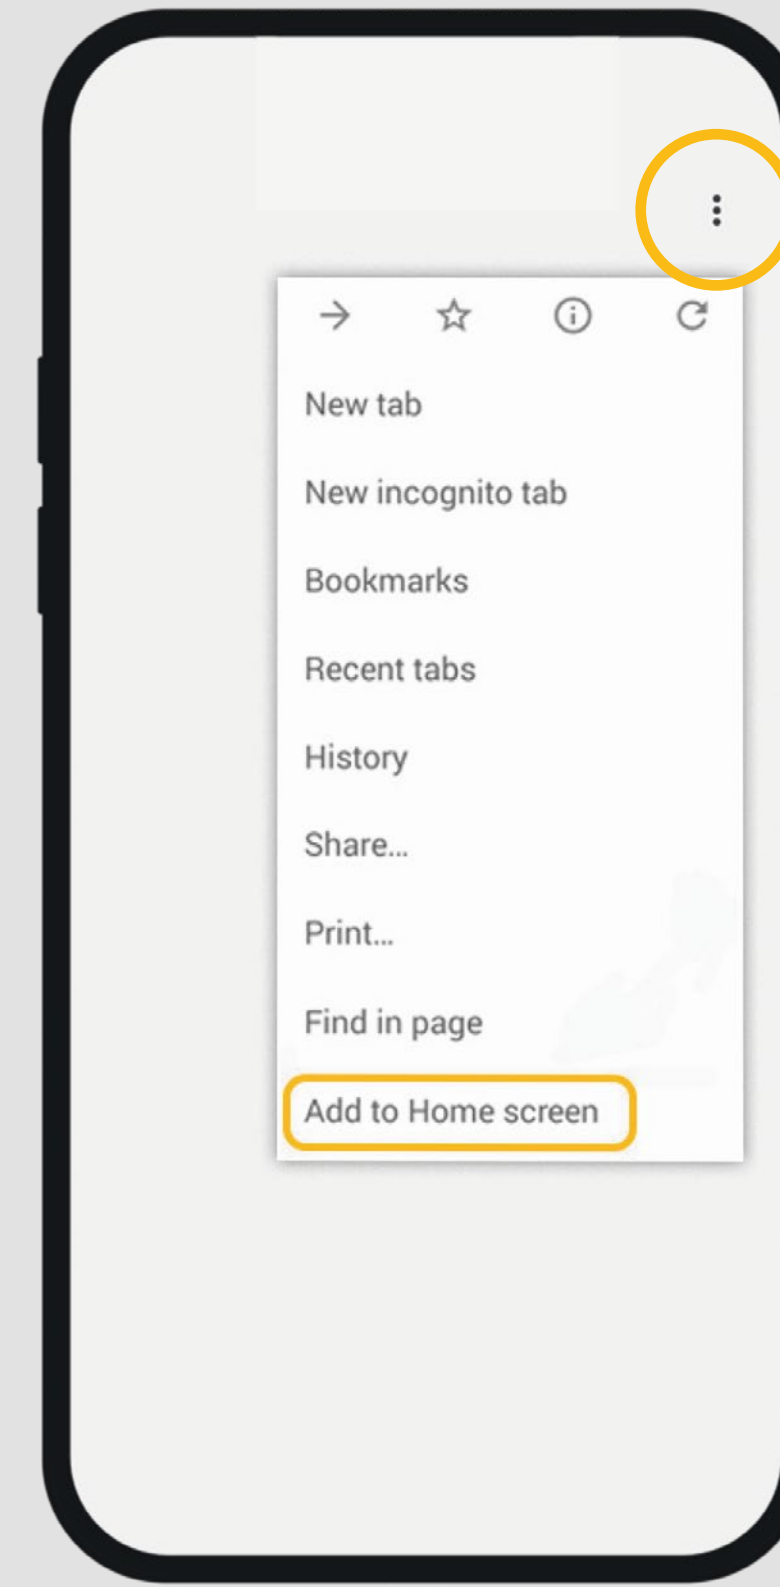 New tab
New incognito tab
Bookmarks
Recent tabs
History
Share...
Print...
Find in page
Add to Home screen